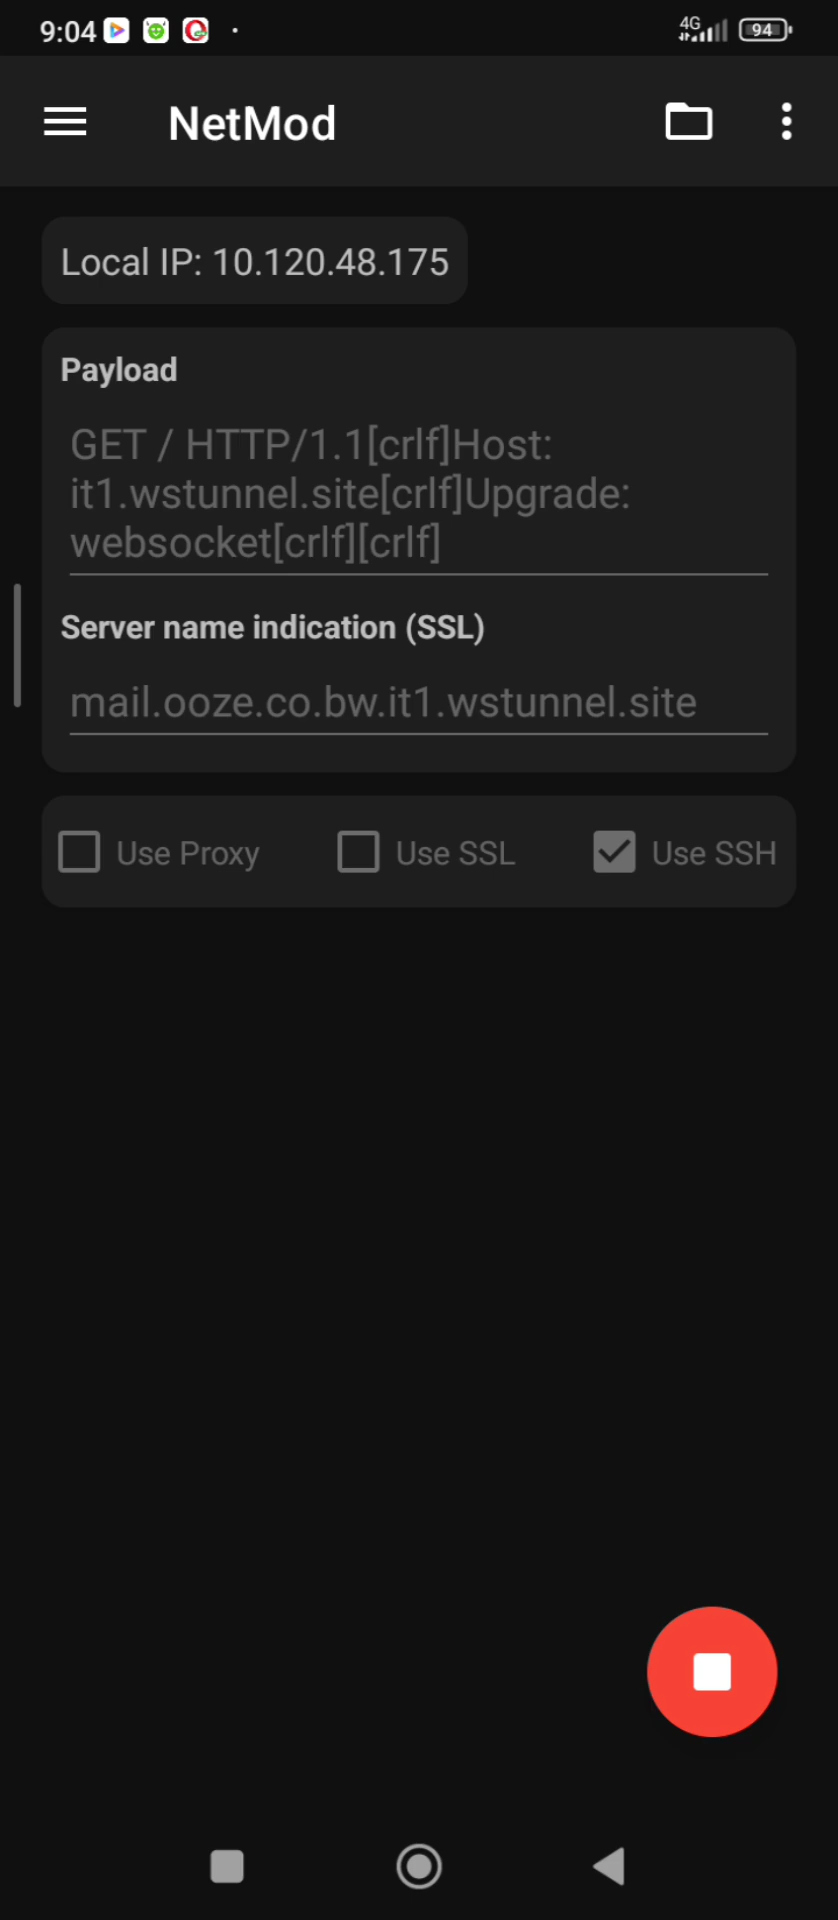 9:04
4G
94
NetMod
Local IP: 10.120.48.175
Payload
GET / HTTP/1.1[crlf]Host:
it1.wstunnel.site[crlf]Upgrade:
websocket[crlf][crlf]
Server name indication (SSL)
mail.ooze.co.bw.it1.wstunnel.site
Use Proxy
Use SSL
Use SSH